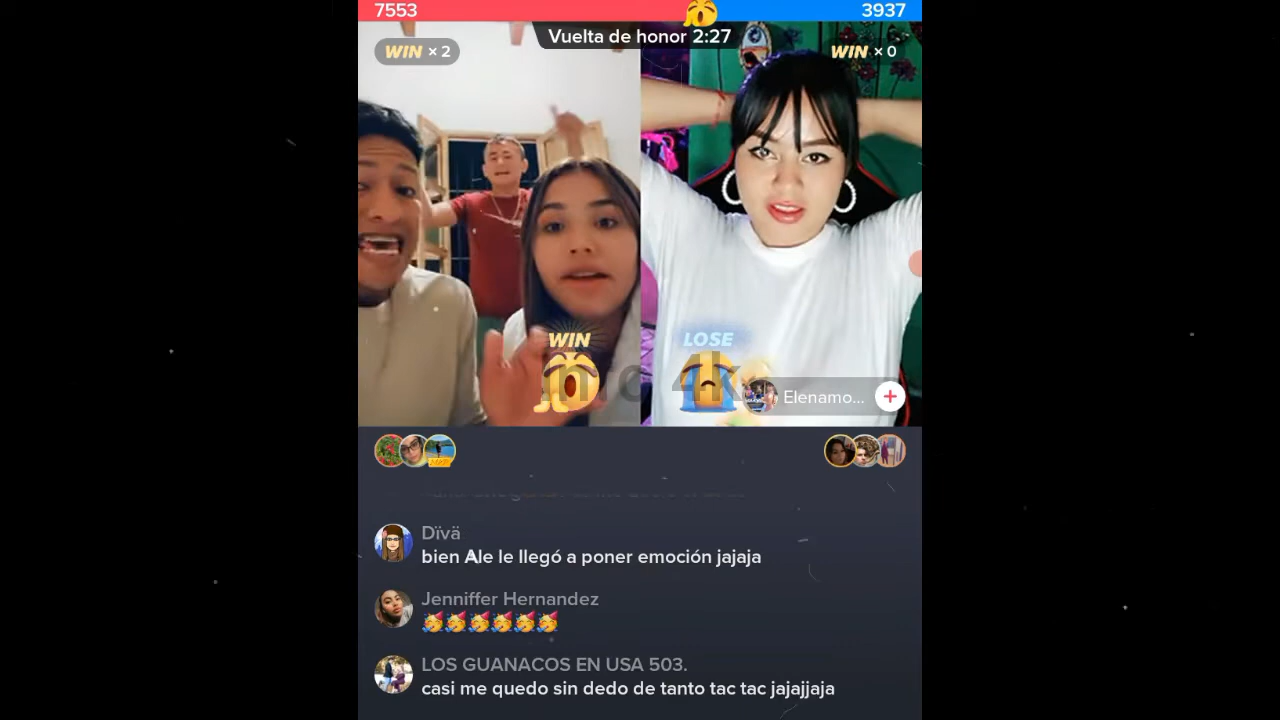 7553
3937
Vuelta de honor 2:27
WIN × 2
WIN × 0
WIN
LOSE
info 4k
Elenamo...
Dïvä
bien Ale le llegó a poner emoción jajaja
Jenniffer Hernandez
LOS GUANACOS EN USA 503.
casi me quedo sin dedo de tanto tac tac jajajjaja